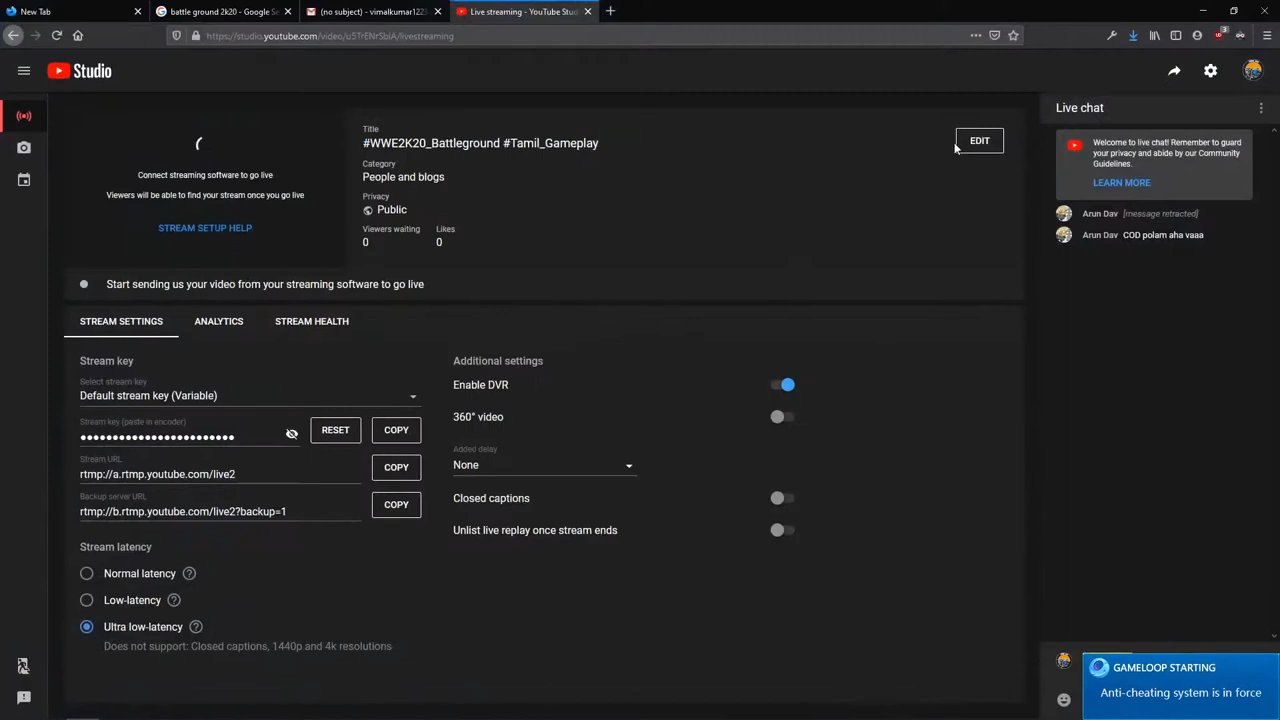 New Tab
battle ground 2k20 - Google Se
(no subject) - vimalkumar1233
Live streaming - YouTube Stud
studio.youtube.com
Studio
Live chat
Title
#WWE2K20_Battleground #Tamil_Gameplay
EDIT
Category
People and blogs
Connect streaming software to go live
Viewers will be able to find your stream once you go live
Privacy
Public
Viewers waiting
Likes
0
0
STREAM SETUP HELP
Welcome to live chat! Remember to guard
your privacy and abide by our Community
Guidelines.
LEARN MORE
Arun Dav [message retracted]
Arun Dav COD polam aha vaaa
Start sending us your video from your streaming software to go live
STREAM SETTINGS
ANALYTICS
STREAM HEALTH
Stream key
Select stream key
Default stream key (Variable)
Stream key (paste in encoder)
RESET
COPY
Stream URL
rtmp://a.rtmp.youtube.com/live2
COPY
Backup server URL
rtmp://b.rtmp.youtube.com/live2?backup=1
COPY
Stream latency
Normal latency
Low-latency
Ultra low-latency
Does not support: Closed captions, 1440p and 4k resolutions
Additional settings
Enable DVR
360° video
Added delay
None
Closed captions
Unlist live replay once stream ends
GAMELOOP STARTING
Anti-cheating system is in force